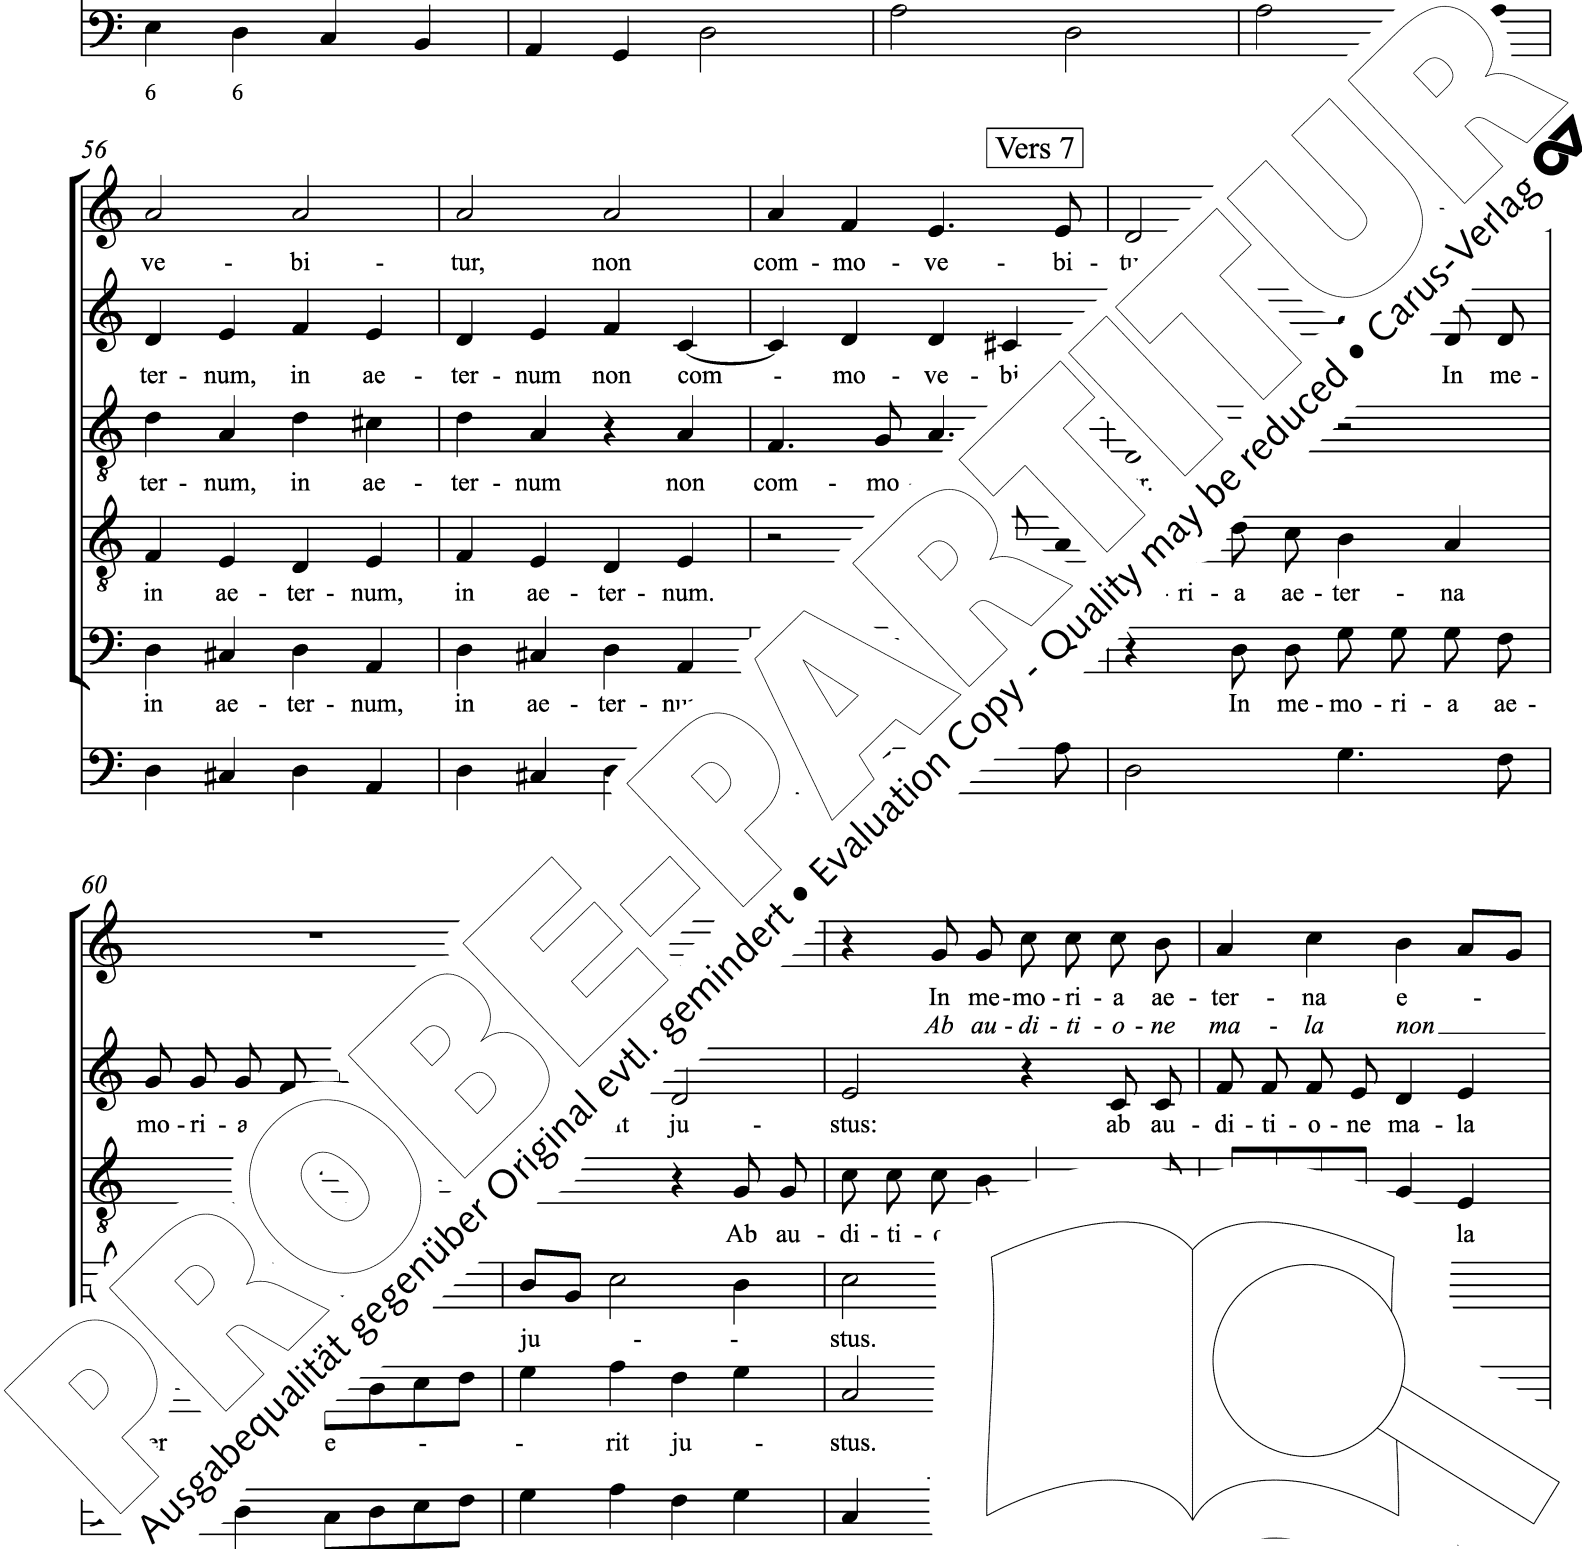 6 6
56
Vers 7
ve - bi - tur, non com - mo - ve - bi -
ter - num, in ae - ter - num non com - mo - ve - In me -
ter - num, in ae - ter - num non com - mo
in ae - ter - num, in ae - ter - num. ri - a ae - ter - na
in ae - ter - num, in ae - ter - In me - mo - ri - a ae -
60
In me - mo - ri - a ae - ter - na e -
Ab au - di - ti - o - ne ma - la non
mo - ri - a ju - stus: ab au - di - ti - o - ne ma - la
Ab au - di - ti - la
ju - - stus.
e - - rit ju - stus.
PROBE-PARTITUR
Ausgabequalität gegenüber Original evtl. gemindert • Evaluation Copy - Quality may be reduced • Carus-Verlag